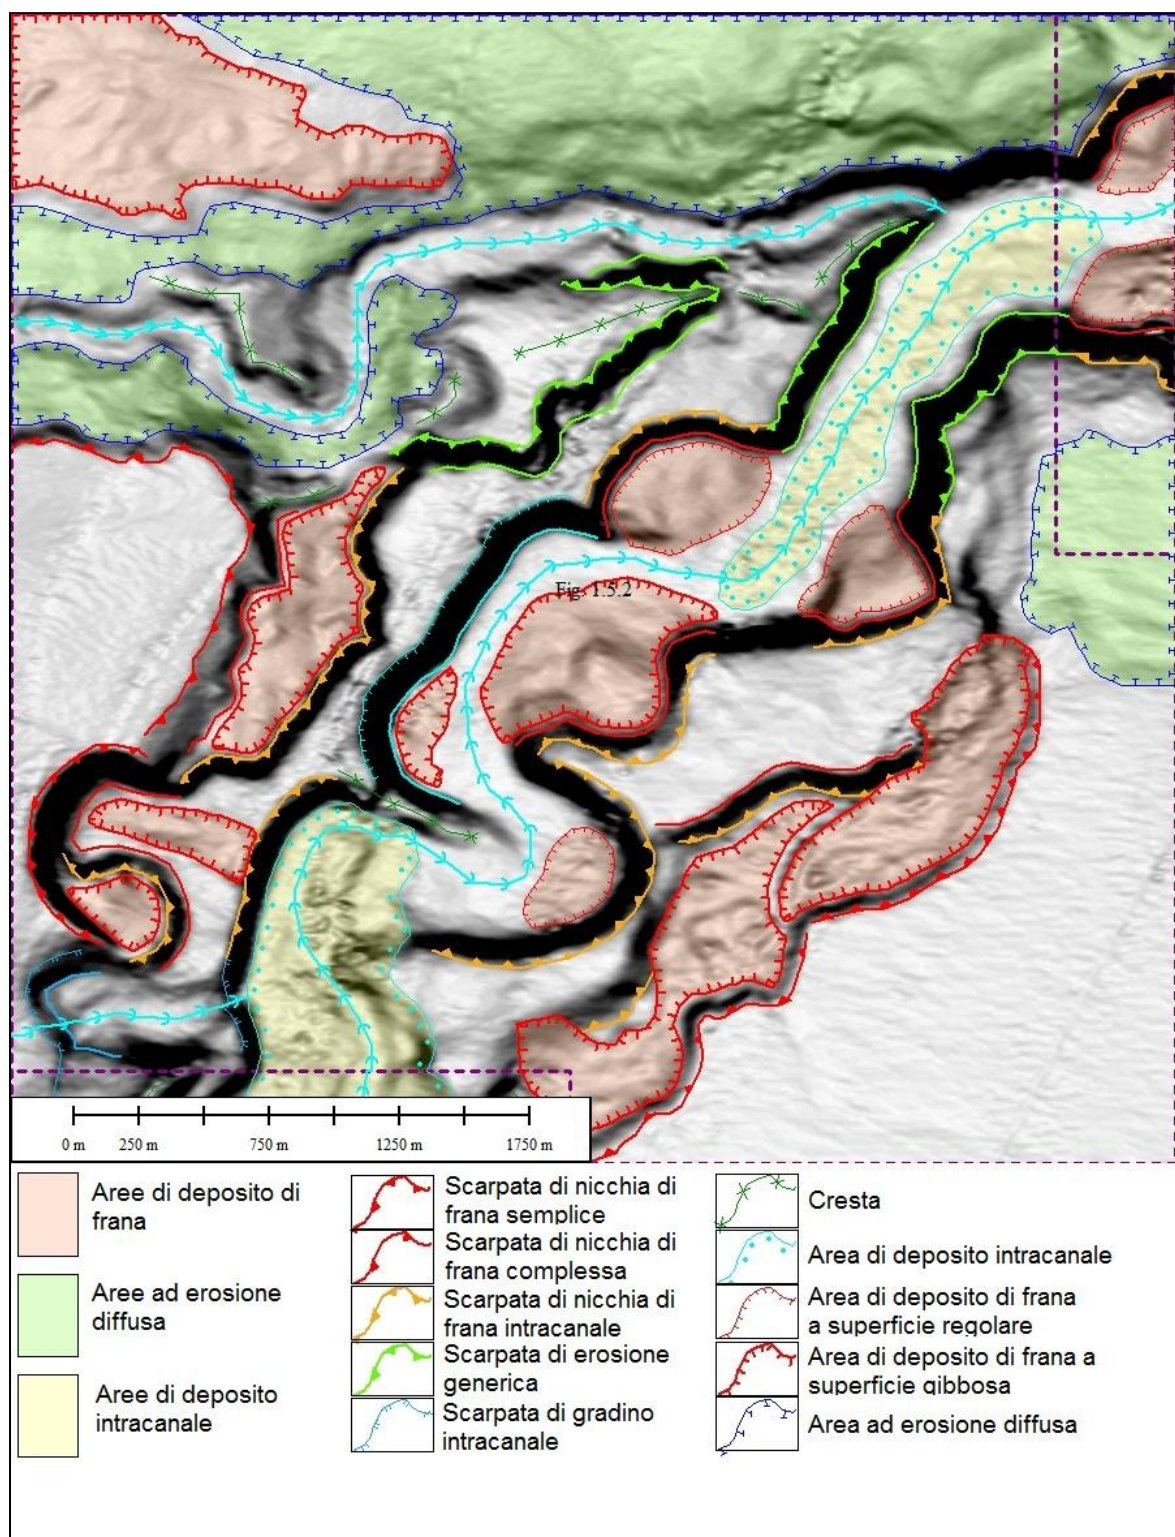 Fig. 1.5.2
0 m 250 m 750 m 1250 m 1750 m
Aree di deposito di
frana
Aree ad erosione
diffusa
Aree di deposito
intracanale
Scarpata di nicchia di
frana semplice
Scarpata di nicchia di
frana complessa
Scarpata di nicchia di
frana intracanale
Scarpata di erosione
generica
Scarpata di gradino
intracanale
Cresta
Area di deposito intracanale
Area di deposito di frana
a superficie regolare
Area di deposito di frana a
superficie gibbosa
Area ad erosione diffusa